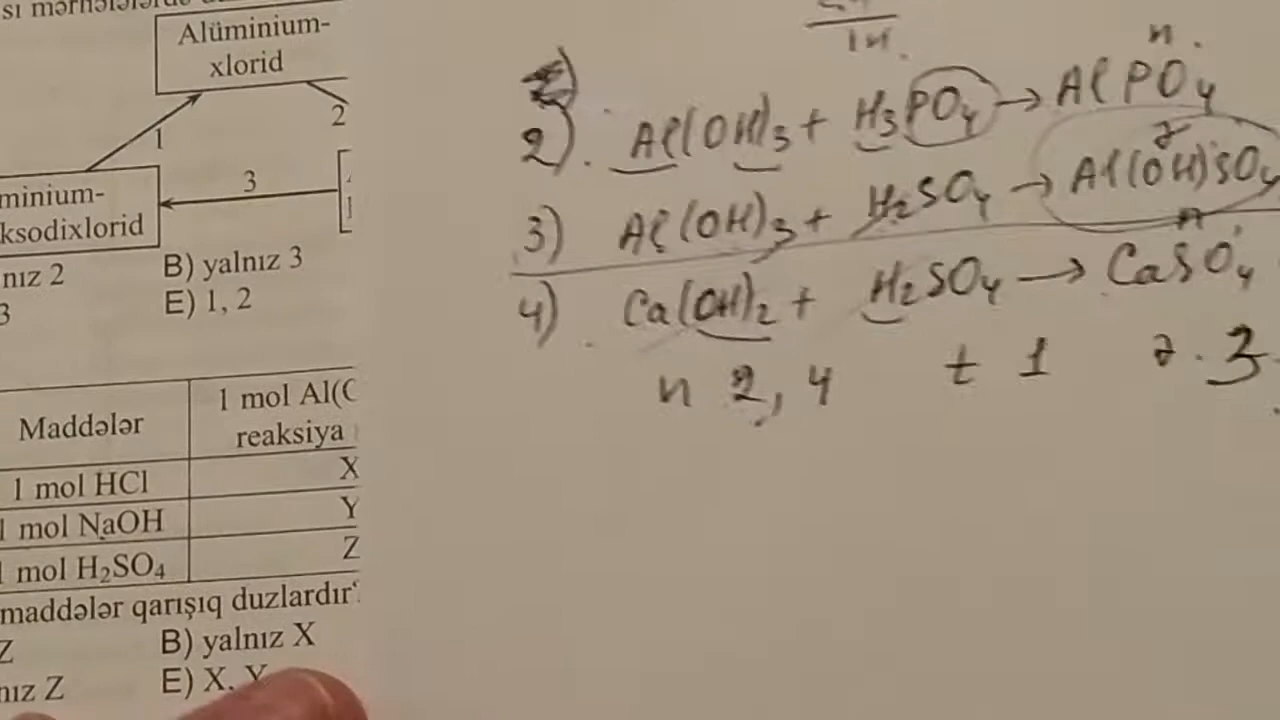 Alüminium-
xlorid
1
2
3
minium-
ksodixlorid
nız 2
B) yalnız 3
3
E) 1, 2
Maddələr
1 mol Al(
reaksiya
1 mol HCl
X
1 mol NaOH
Y
1 mol H₂SO₄
Z
maddələr qarışıq duzlardır
Z
B) yalnız X
nız Z
E) X, Y
n.
2). Al(OH)₃ + H₃PO₄ → AlPO₄
ə
3) Al(OH)₃ + H₂SO₄ → Al(OH)SO₄
n
4) Ca(OH)₂ + H₂SO₄ → CaSO₄
n 2, 4 t 1 ə. 3